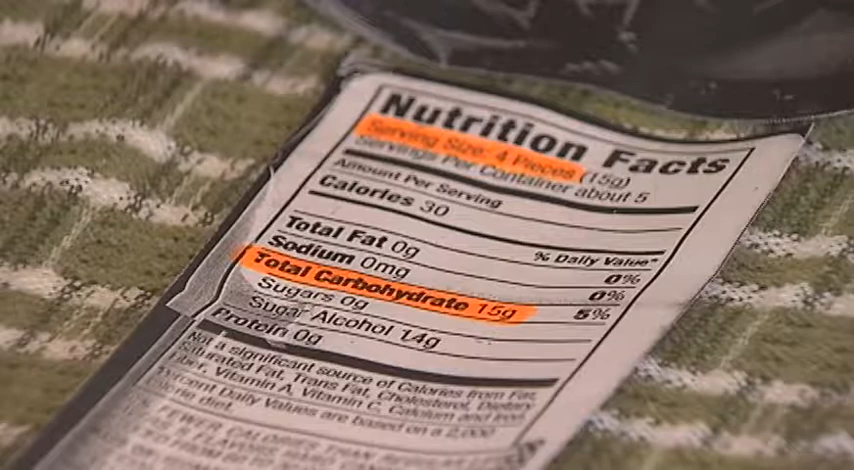 Nutrition Facts
Serving Size 4 Pieces (15g)
Servings Per Container about 5
Amount Per Serving
Calories 30
% Daily Value*
Total Fat 0g 0%
Sodium 0mg 0%
Total Carbohydrate 15g 5%
Sugars 0g
Sugar Alcohol 14g
Protein 0g
Not a significant source of Calories from Fat,
Saturated Fat, Trans Fat, Cholesterol, Dietary
Fiber, Vitamin A, Vitamin C, Calcium and Iron
Percent Daily Values are based on a 2,000
calorie diet.